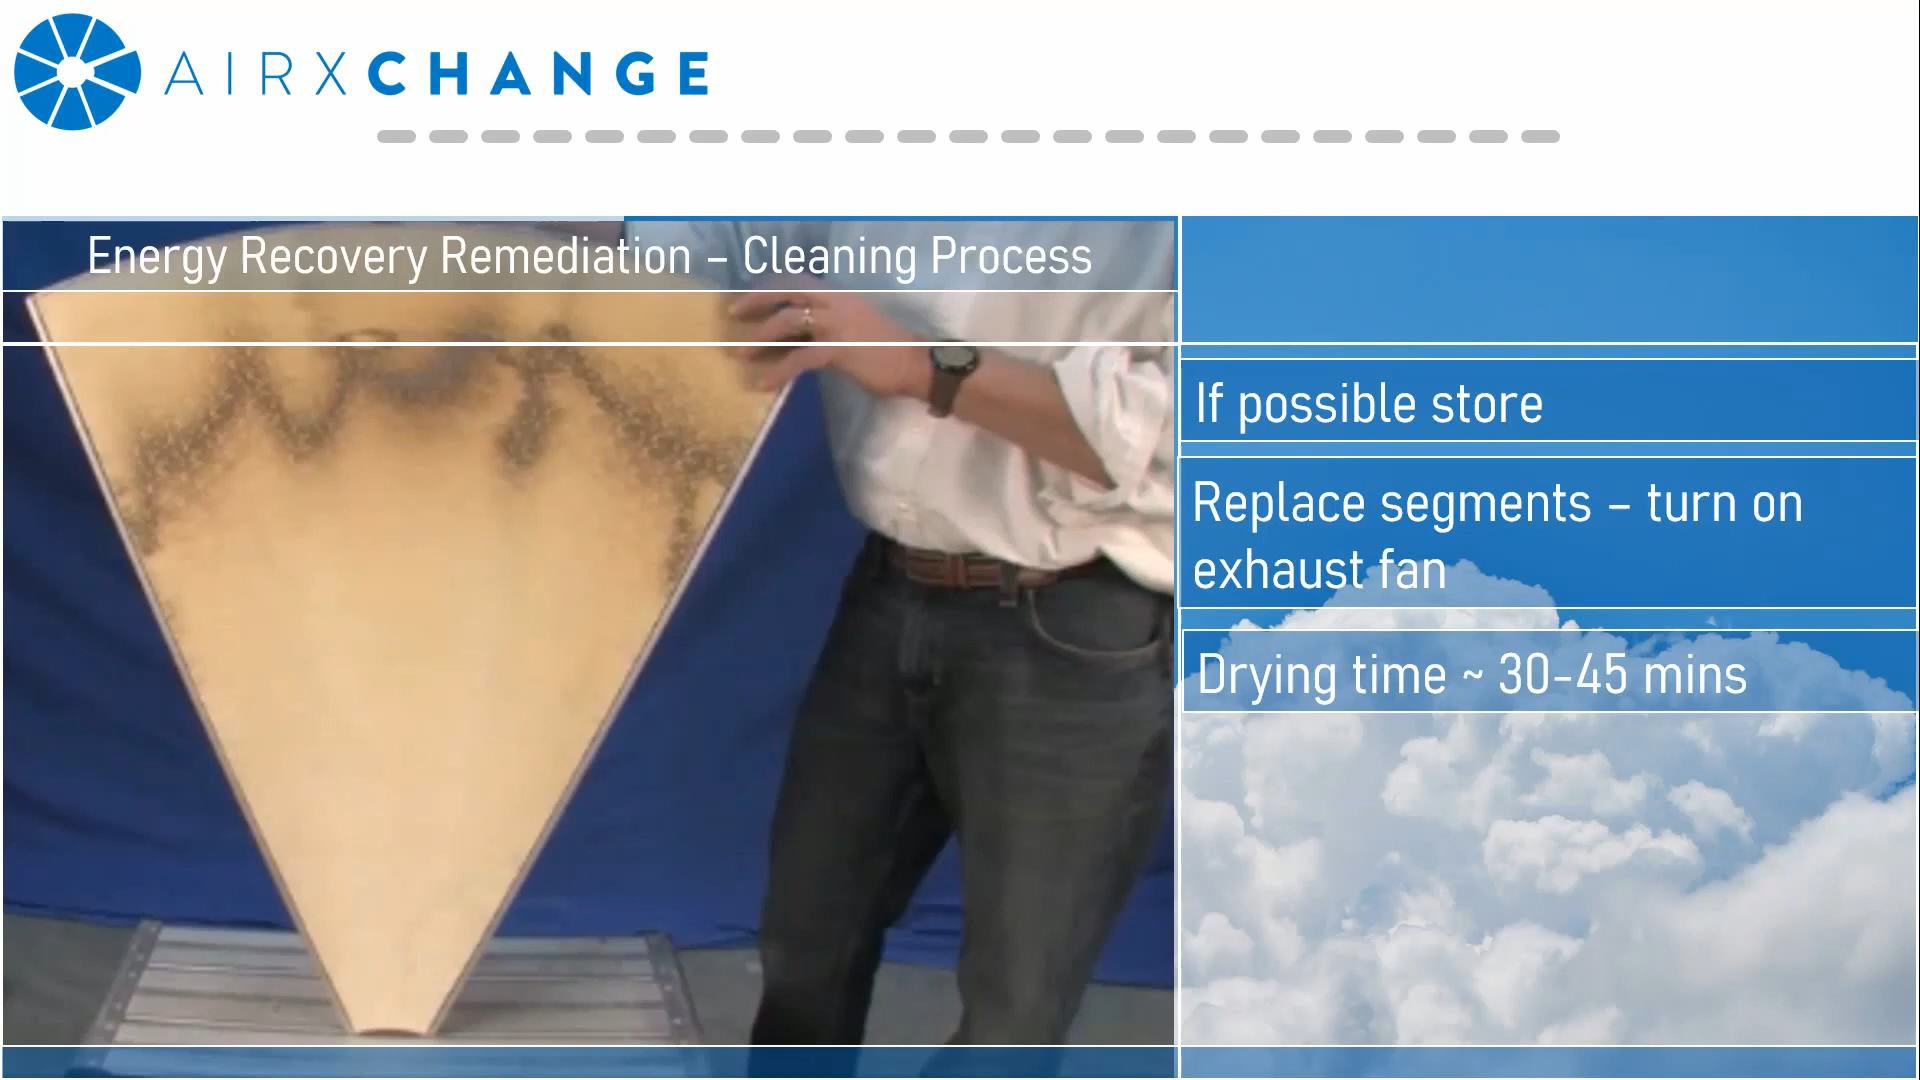 AIRXCHANGE
Energy Recovery Remediation – Cleaning Process
If possible store
Replace segments – turn on
exhaust fan
Drying time ~ 30-45 mins